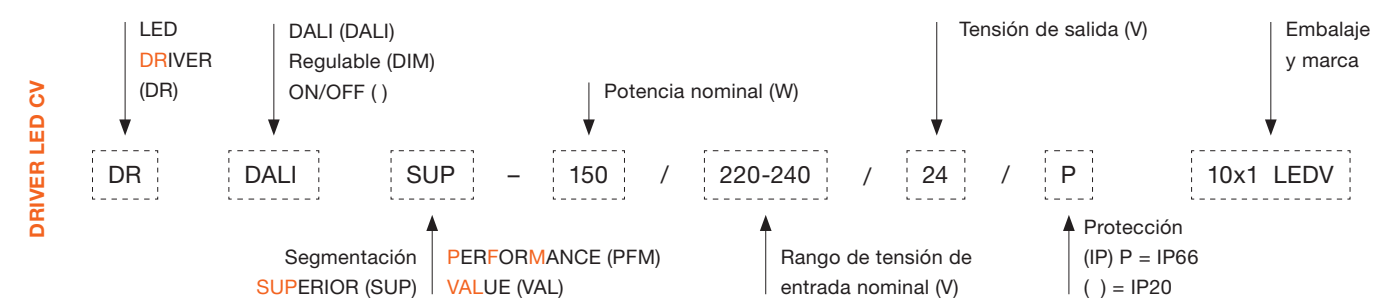 DRIVER LED CV
LED
DRIVER
(DR)
DALI (DALI)
Regulable (DIM)
ON/OFF ( )
Potencia nominal (W)
Tensión de salida (V)
Embalaje
y marca
DR DALI SUP – 150 / 220-240 / 24 / P 10x1 LEDV
Segmentación
SUPERIOR (SUP)
PERFORMANCE (PFM)
VALUE (VAL)
Rango de tensión de
entrada nominal (V)
Protección
(IP) P = IP66
( ) = IP20